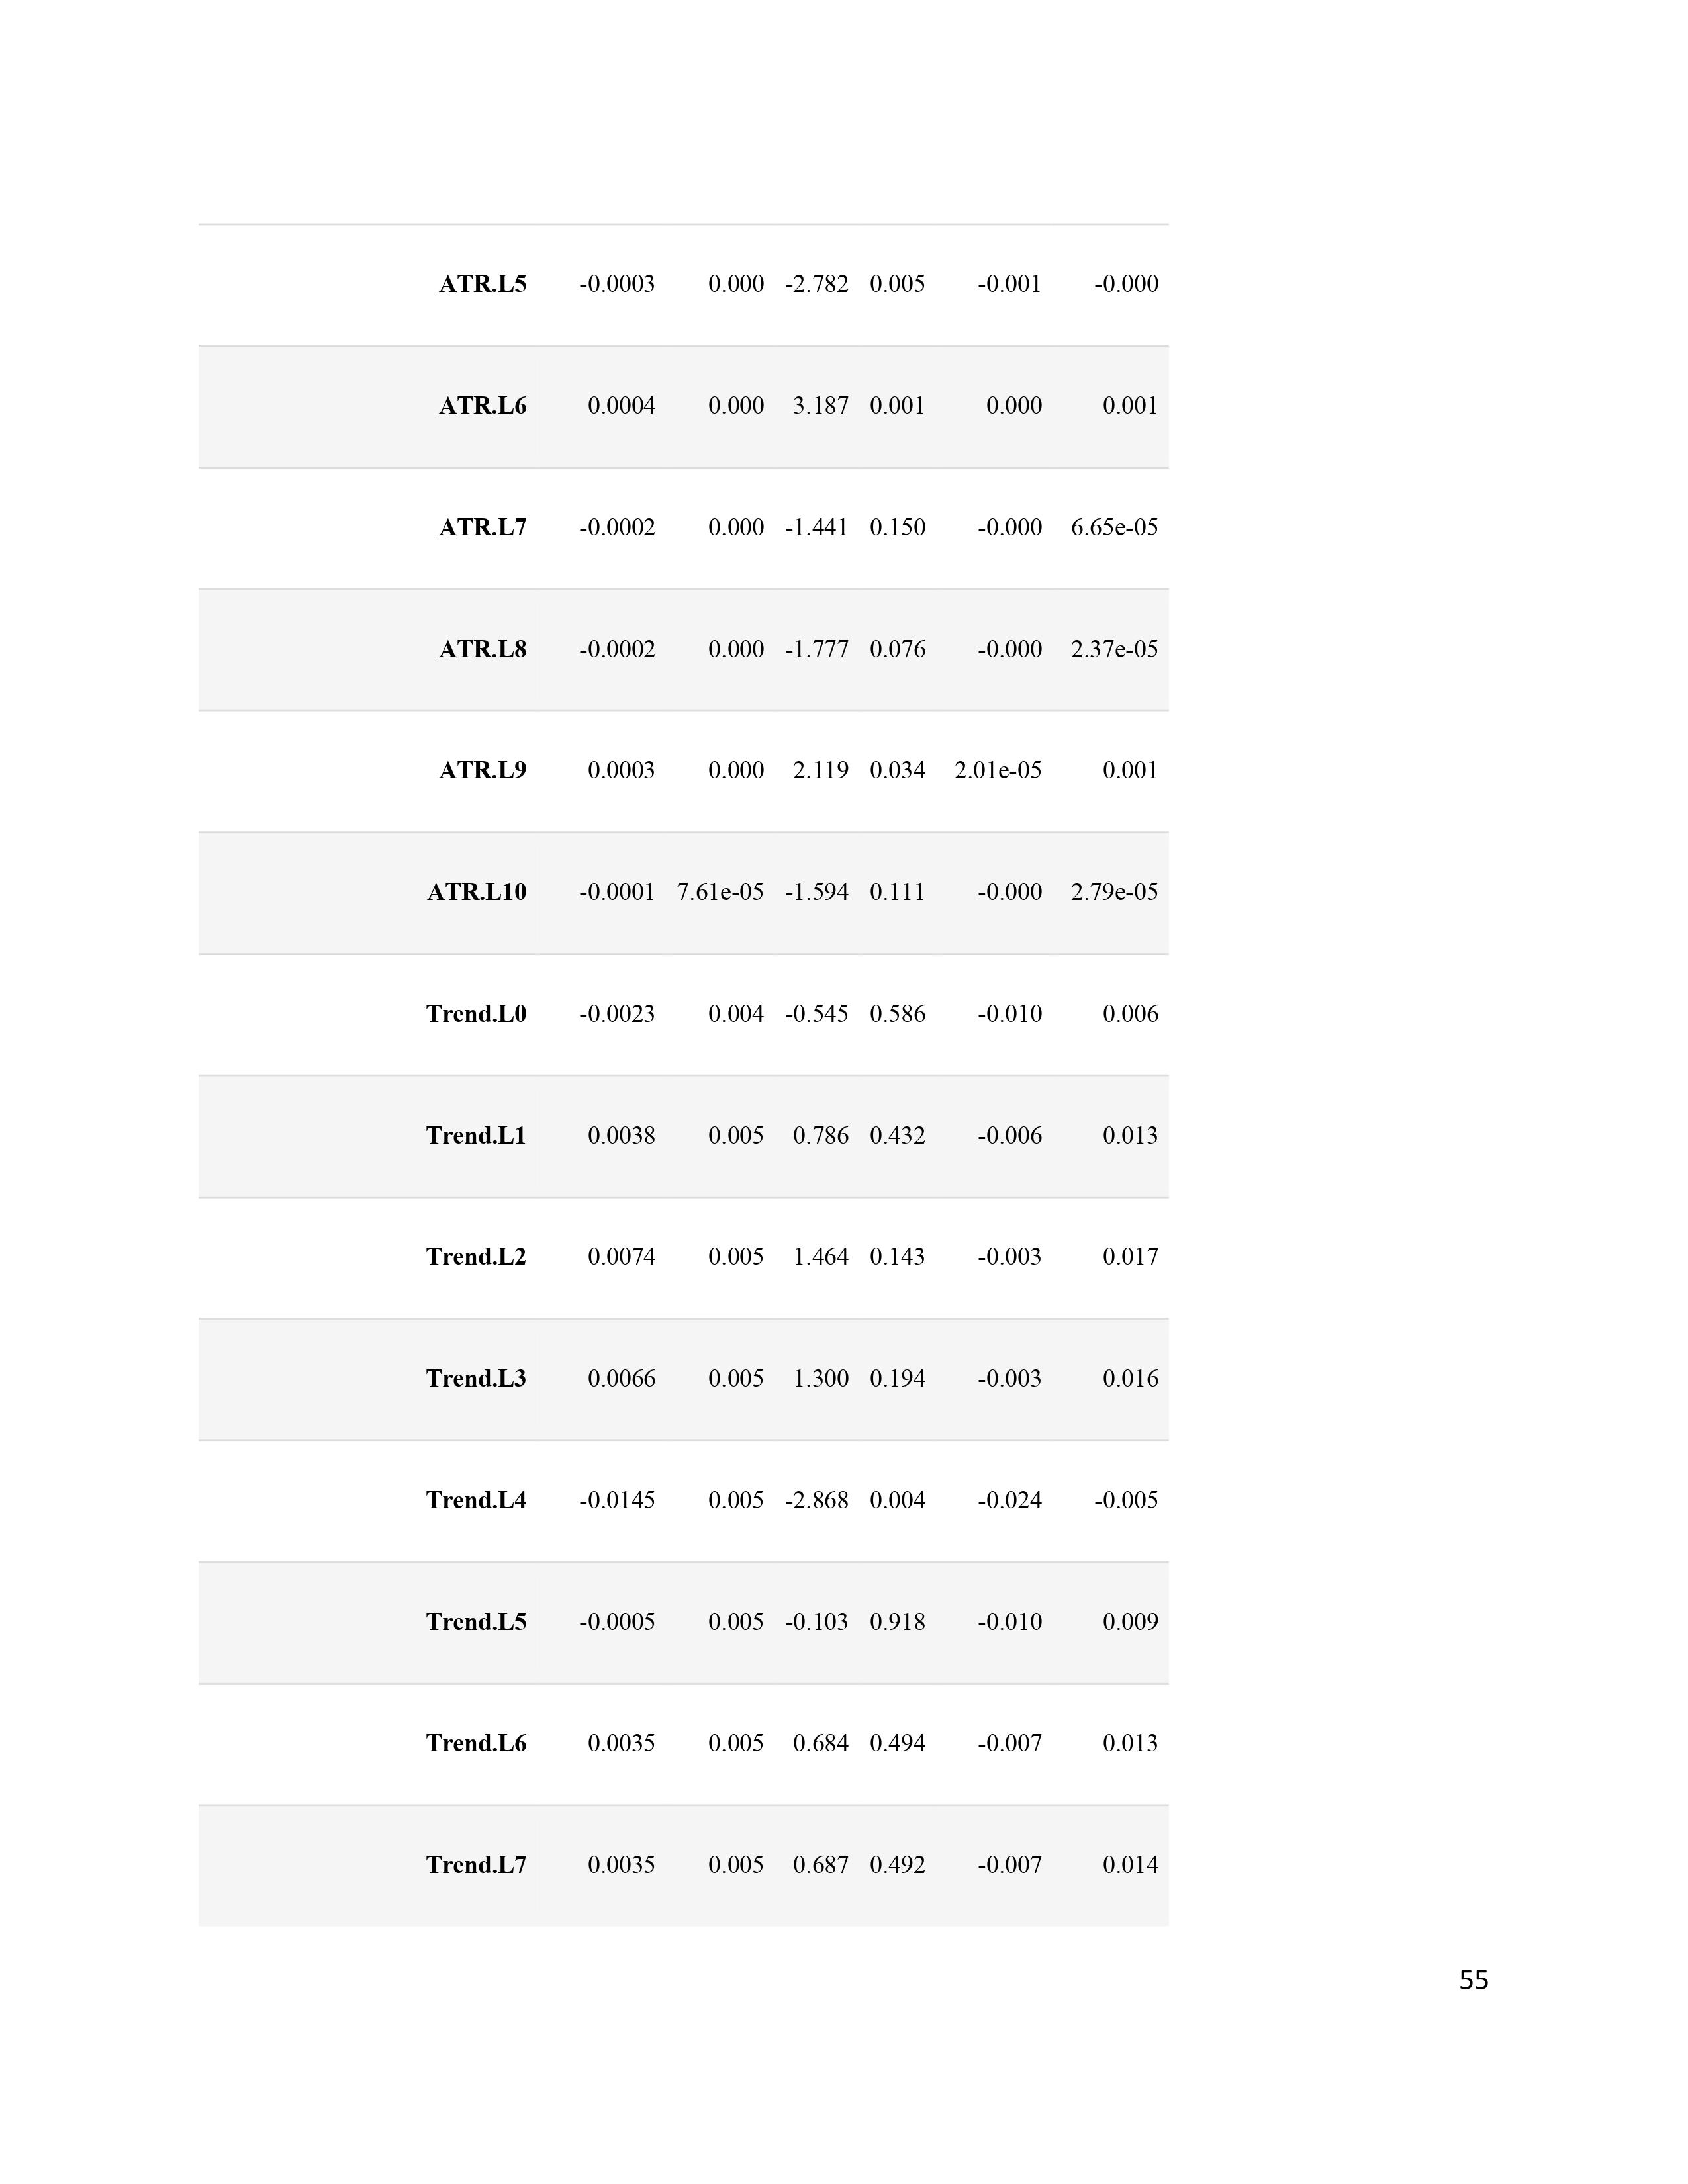 ATR.L5 -0.0003 0.000 -2.782 0.005 -0.001 -0.000
ATR.L6 0.0004 0.000 3.187 0.001 0.000 0.001
ATR.L7 -0.0002 0.000 -1.441 0.150 -0.000 6.65e-05
ATR.L8 -0.0002 0.000 -1.777 0.076 -0.000 2.37e-05
ATR.L9 0.0003 0.000 2.119 0.034 2.01e-05 0.001
ATR.L10 -0.0001 7.61e-05 -1.594 0.111 -0.000 2.79e-05
Trend.L0 -0.0023 0.004 -0.545 0.586 -0.010 0.006
Trend.L1 0.0038 0.005 0.786 0.432 -0.006 0.013
Trend.L2 0.0074 0.005 1.464 0.143 -0.003 0.017
Trend.L3 0.0066 0.005 1.300 0.194 -0.003 0.016
Trend.L4 -0.0145 0.005 -2.868 0.004 -0.024 -0.005
Trend.L5 -0.0005 0.005 -0.103 0.918 -0.010 0.009
Trend.L6 0.0035 0.005 0.684 0.494 -0.007 0.013
Trend.L7 0.0035 0.005 0.687 0.492 -0.007 0.014
55